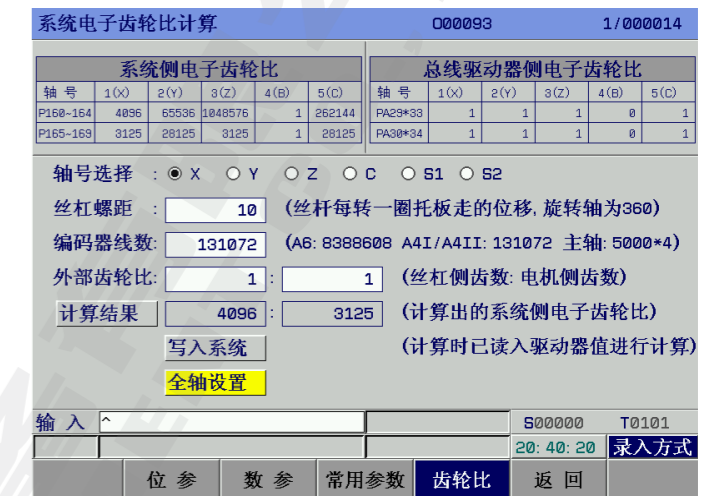 系统电子齿轮比计算 O00093 1/000014
系统侧电子齿轮比 总线驱动器侧电子齿轮比
轴 号 1(X) 2(Y) 3(Z) 4(B) 5(C) 轴 号 1(X) 2(Y) 3(Z) 4(B) 5(C)
P160~164 4096 65536 1048576 1 262144 PA29*33 1 1 1 0 1
P165~169 3125 28125 3125 1 28125 PA30*34 1 1 1 0 1
轴号选择 : X Y Z C S1 S2
丝杠螺距 : 10 (丝杆每转一圈托板走的位移, 旋转轴为360)
编码器线数: 131072 (A6: 8388608 A4I/A4II: 131072 主轴: 5000*4)
外部齿轮比: 1 : 1 (丝杠侧齿数: 电机侧齿数)
计算结果 4096 : 3125 (计算出的系统侧电子齿轮比)
写入系统 (计算时已读入驱动器值进行计算)
全轴设置
输 入 ^ S00000 T0101
20:40:20 录入方式
位 参 数 参 常用参数 齿轮比 返 回